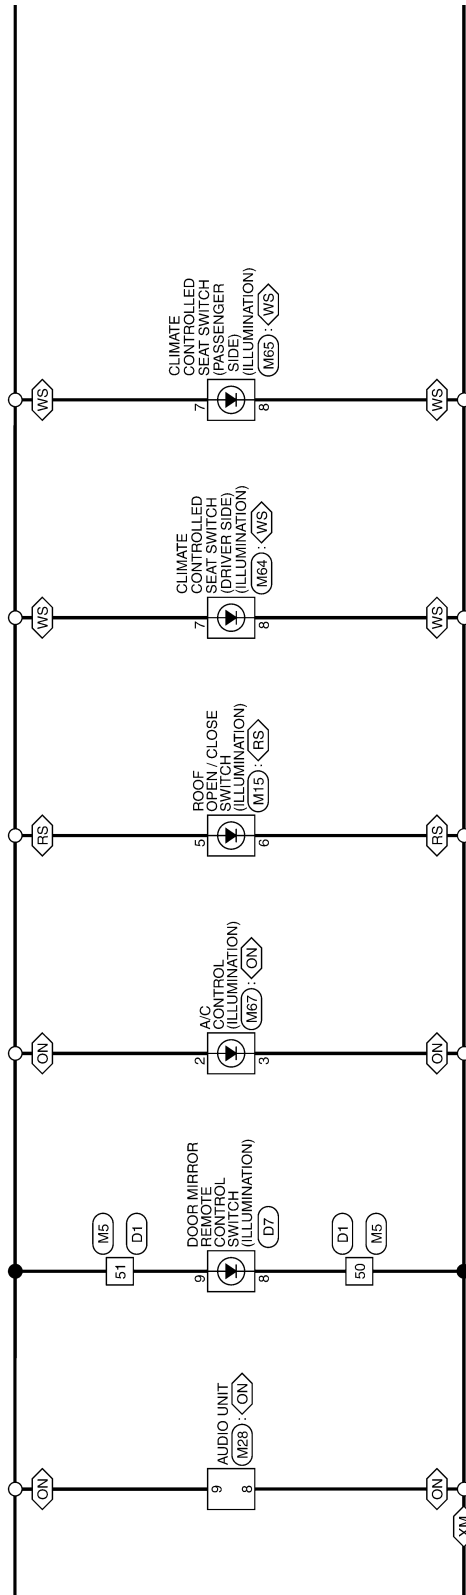 ON
AUDIO UNIT
M28 : ON
9
8
ON
XM
M5
51
D1
DOOR MIRROR
REMOTE
CONTROL
SWITCH
(ILLUMINATION)
D7
9
8
D1
50
M5
ON
A/C
CONTROL
(ILLUMINATION)
M67 : ON
2
3
ON
RS
ROOF
OPEN / CLOSE
SWITCH
(ILLUMINATION)
M15 : RS
5
6
RS
WS
CLIMATE
CONTROLLED
SEAT SWITCH
(DRIVER SIDE)
(ILLUMINATION)
M64 : WS
7
8
WS
WS
CLIMATE
CONTROLLED
SEAT SWITCH
(PASSENGER
SIDE)
(ILLUMINATION)
M65 : WS
7
8
WS